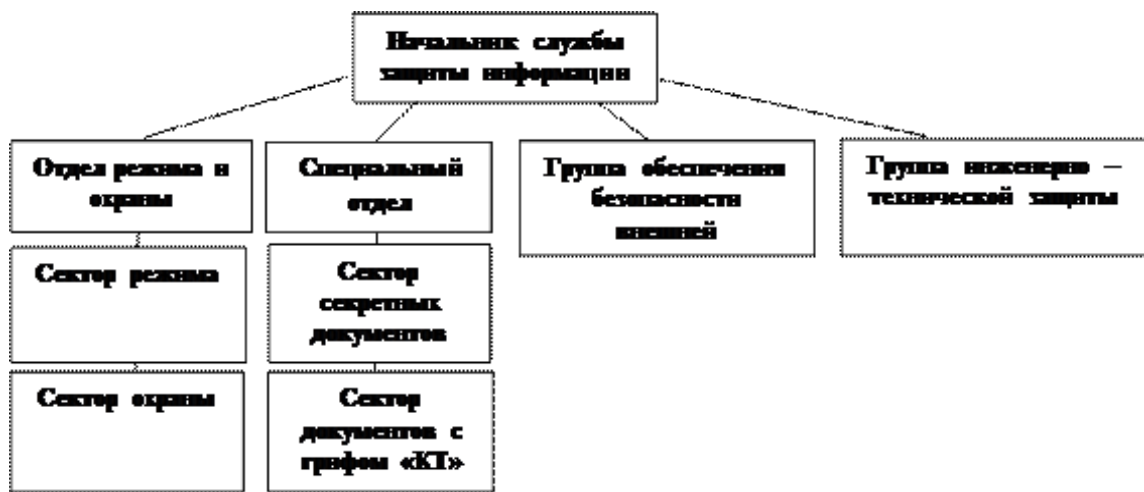 Начальник службы
защиты информации
Отдел режима и
охраны
Специальный
отдел
Группа обеспечения
безопасности
внешней
Группа инженерно –
технической защиты
Сектор режима
Сектор
секретных
документов
Сектор охраны
Сектор
документов с
грифом «КТ»